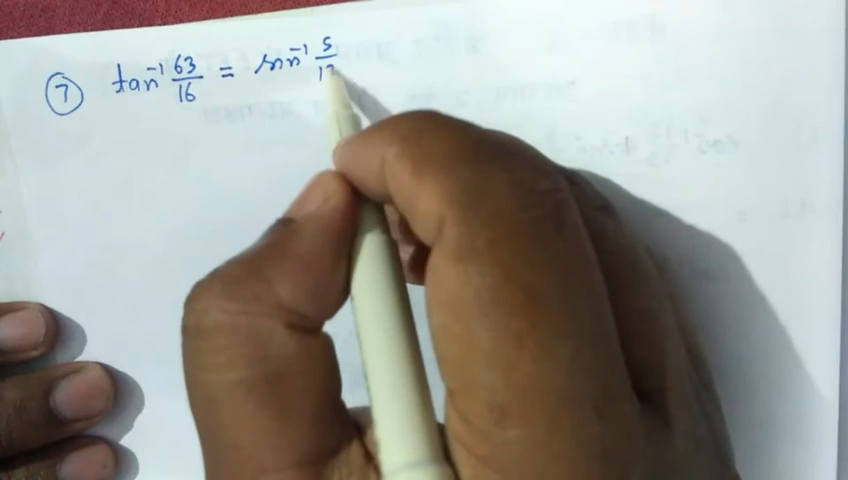 7 tan⁻¹ 63/16 = sin⁻¹ 5/1